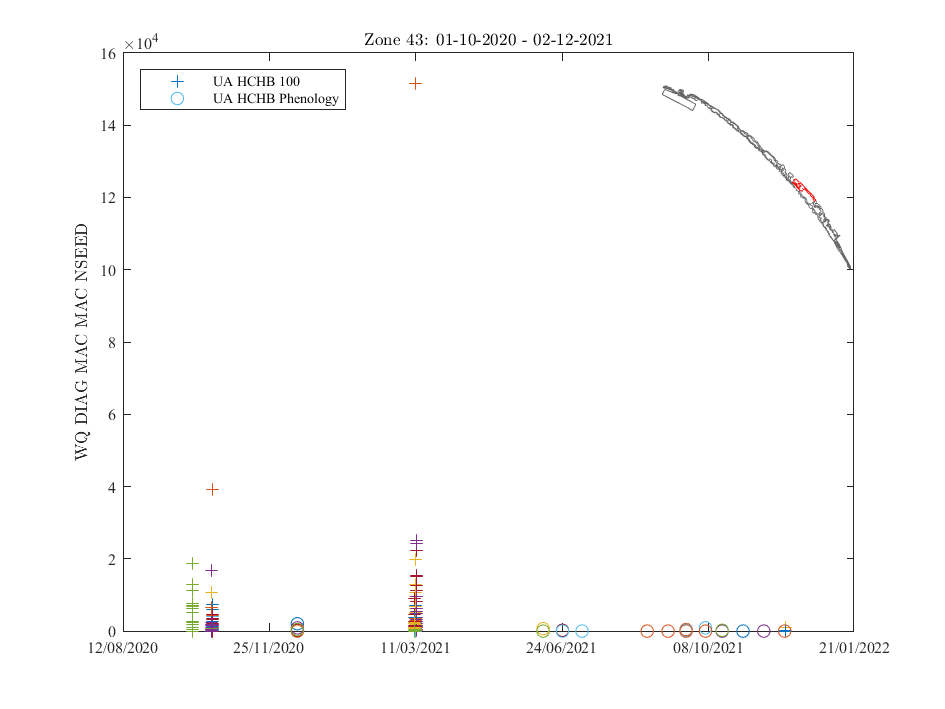 Zone 43: 01-10-2020 - 02-12-2021
×10⁴
UA HCHB 100
UA HCHB Phenology
WQ DIAG MAC MAC NSEED
16
14
12
10
8
6
4
2
0
12/08/2020 25/11/2020 11/03/2021 24/06/2021 08/10/2021 21/01/2022